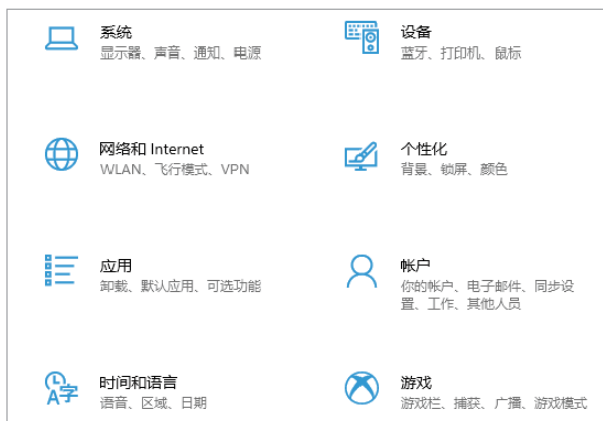 系统
显示器、声音、通知、电源
设备
蓝牙、打印机、鼠标
网络和 Internet
WLAN、飞行模式、VPN
个性化
背景、锁屏、颜色
应用
卸载、默认应用、可选功能
帐户
你的帐户、电子邮件、同步设
置、工作、其他人员
A字
时间和语言
语音、区域、日期
游戏
游戏栏、捕获、广播、游戏模式